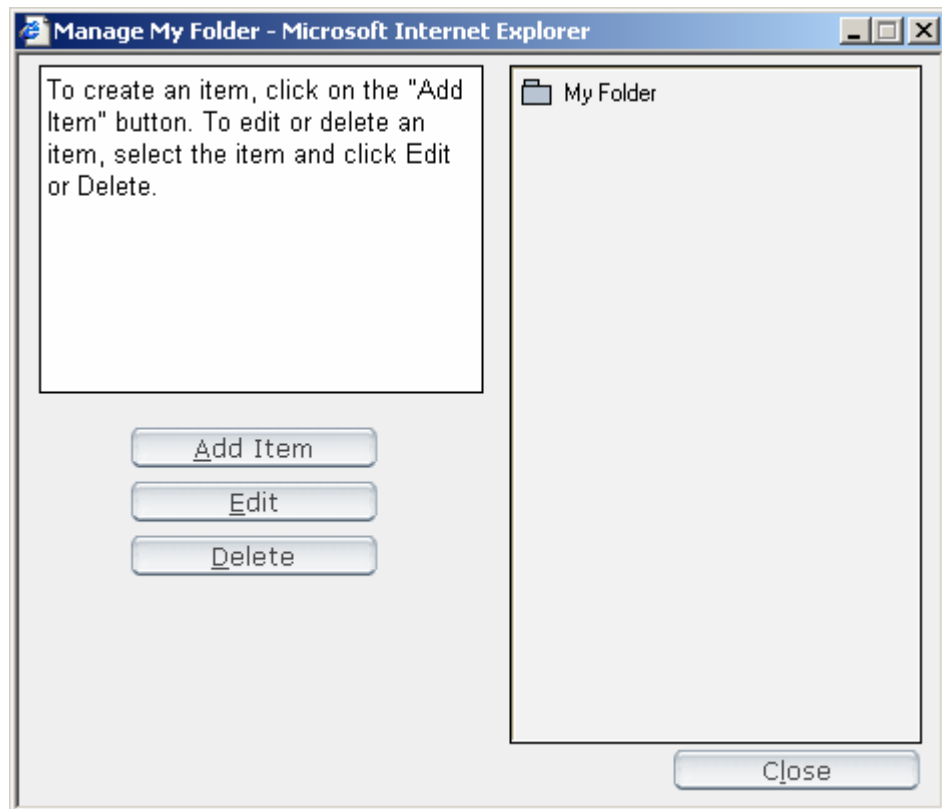 Manage My Folder - Microsoft Internet Explorer
To create an item, click on the "Add
Item" button. To edit or delete an
item, select the item and click Edit
or Delete.
My Folder
Add Item
Edit
Delete
Close